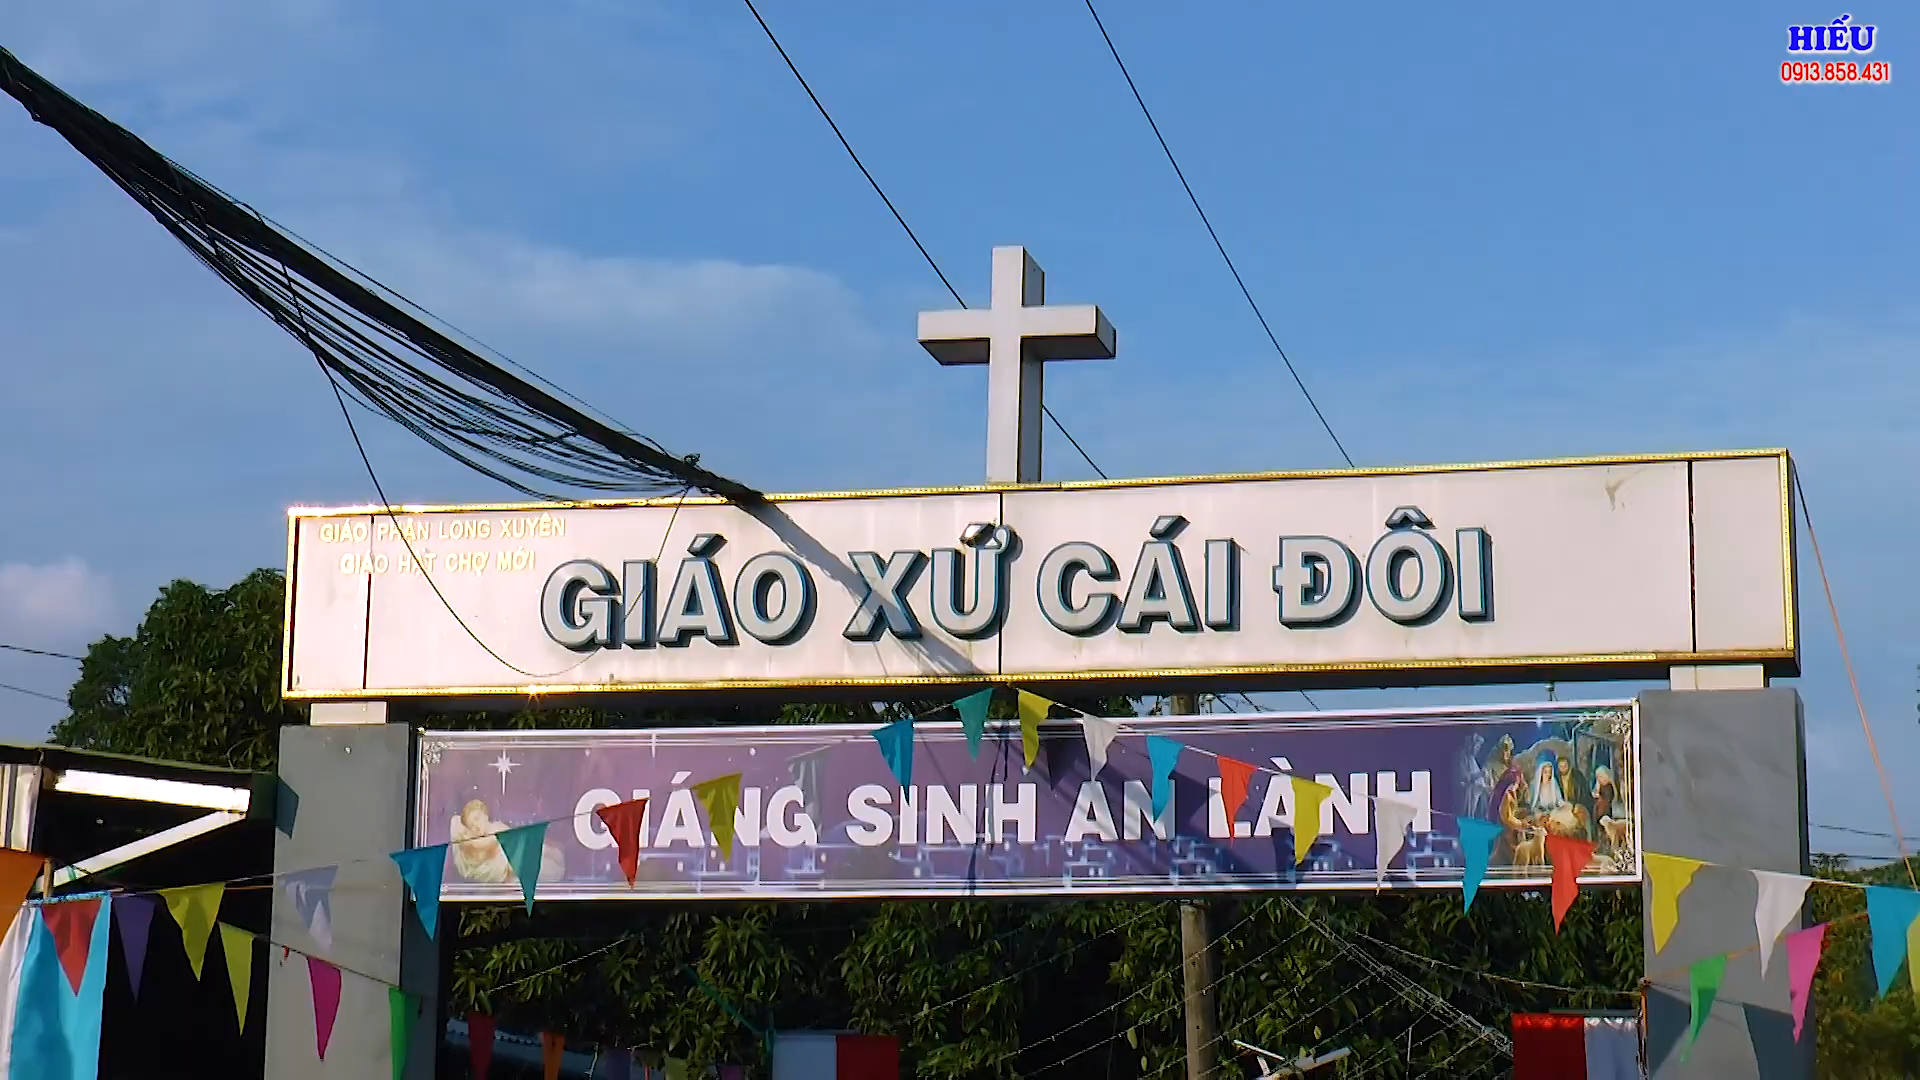 HIẾU
0913.858.431
GIÁO PHẬN LONG XUYÊN
GIÁO HẠT CHỢ MỚI
GIÁO XỨ CÁI ĐÔI
GIÁNG SINH AN LÀNH